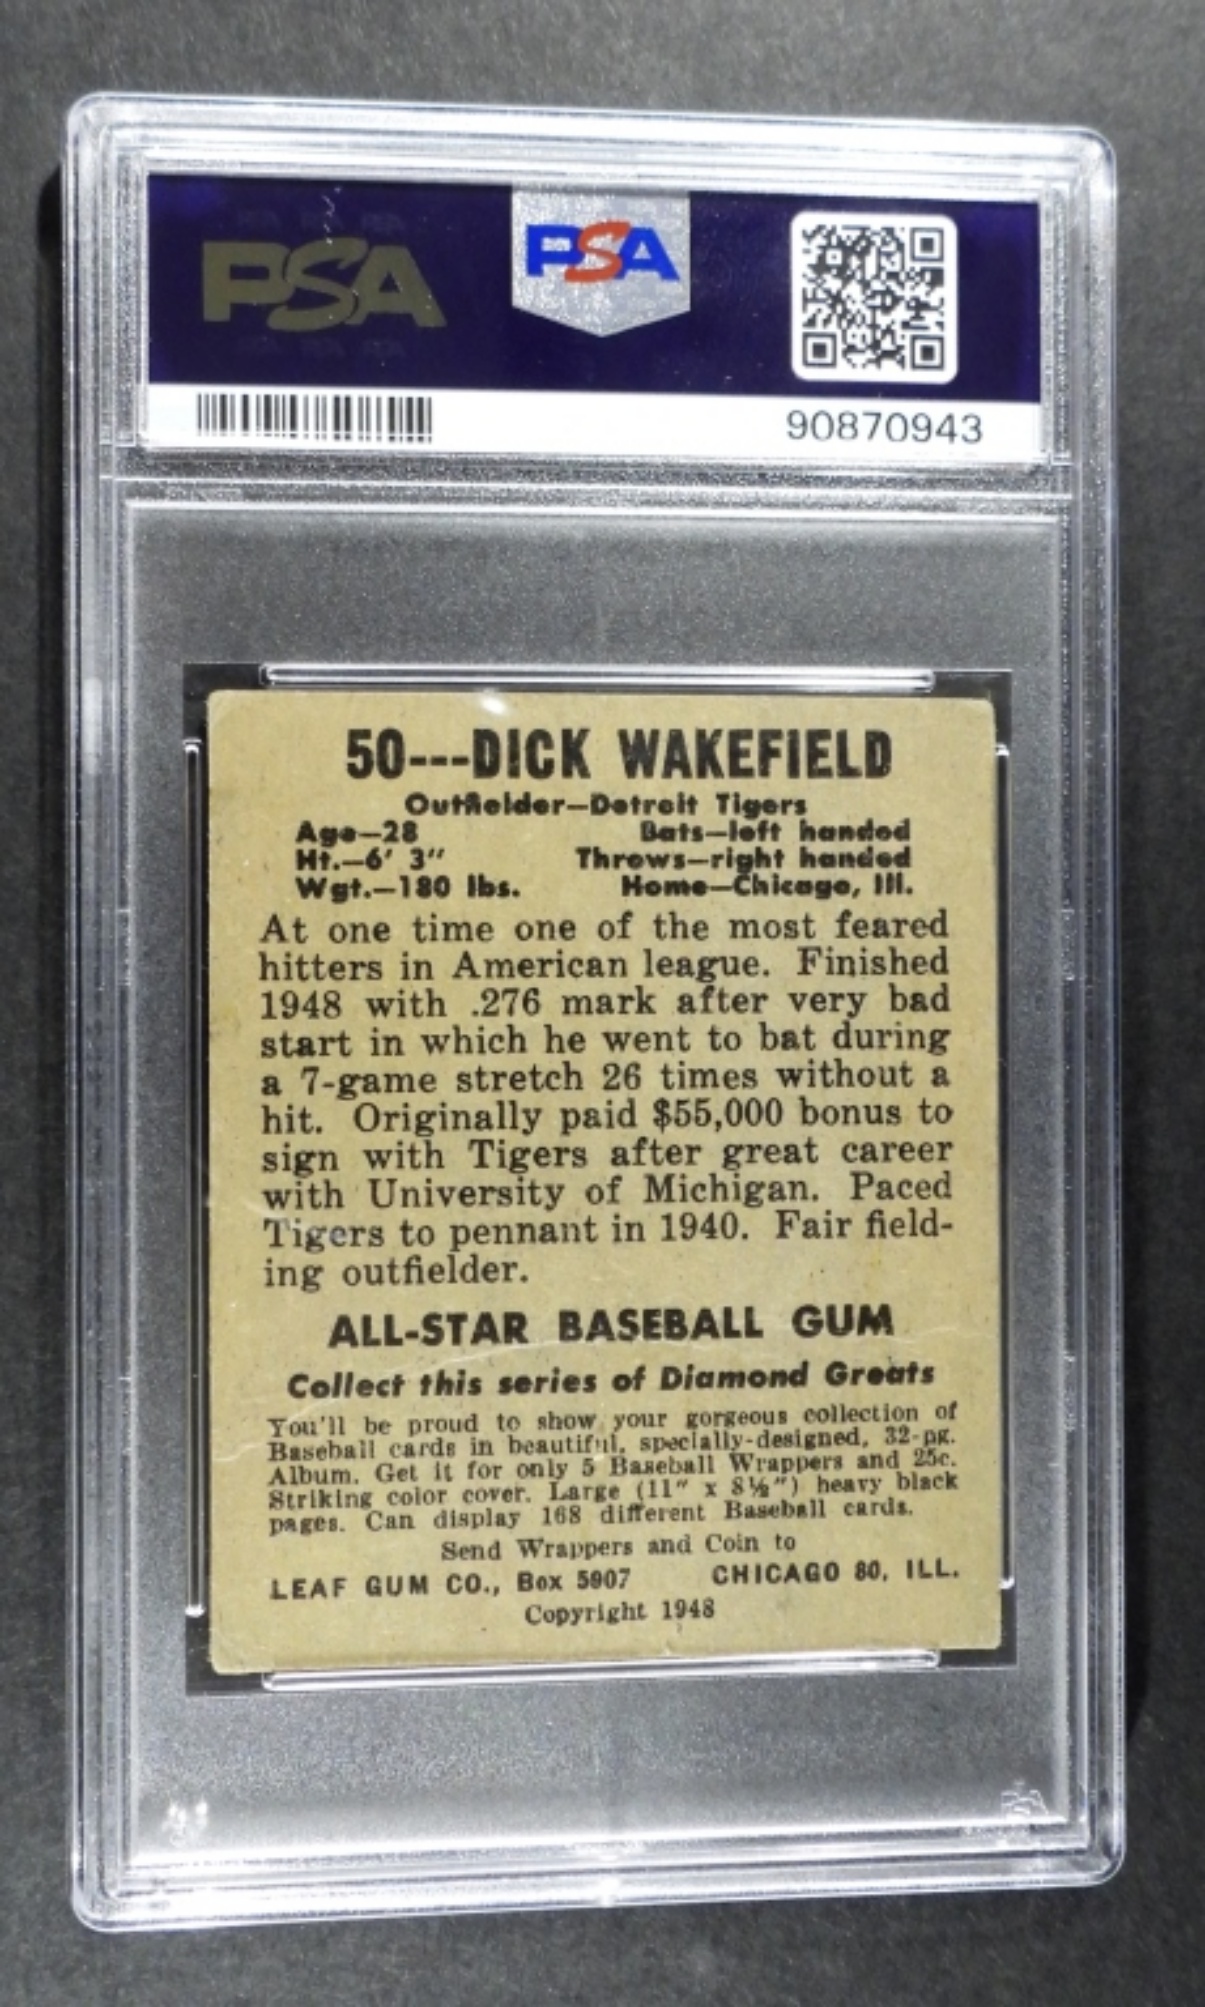 PSA
PSA
90870943
50---DICK WAKEFIELD
Outfielder—Detroit Tigers
Age—28 Bats—left handed
Ht.—6' 3" Throws—right handed
Wgt.—180 lbs. Home—Chicago, Ill.
At one time one of the most feared
hitters in American league. Finished
1948 with .276 mark after very bad
start in which he went to bat during
a 7-game stretch 26 times without a
hit. Originally paid $55,000 bonus to
sign with Tigers after great career
with University of Michigan. Paced
Tigers to pennant in 1940. Fair field-
ing outfielder.
ALL-STAR BASEBALL GUM
Collect this series of Diamond Greats
You'll be proud to show your gorgeous collection of
Baseball cards in beautiful, specially-designed, 32-pg.
Album. Get it for only 5 Baseball Wrappers and 25c.
Striking color cover. Large (11" x 8½") heavy black
pages. Can display 168 different Baseball cards.
Send Wrappers and Coin to
LEAF GUM CO., Box 5907 CHICAGO 80, ILL.
Copyright 1948